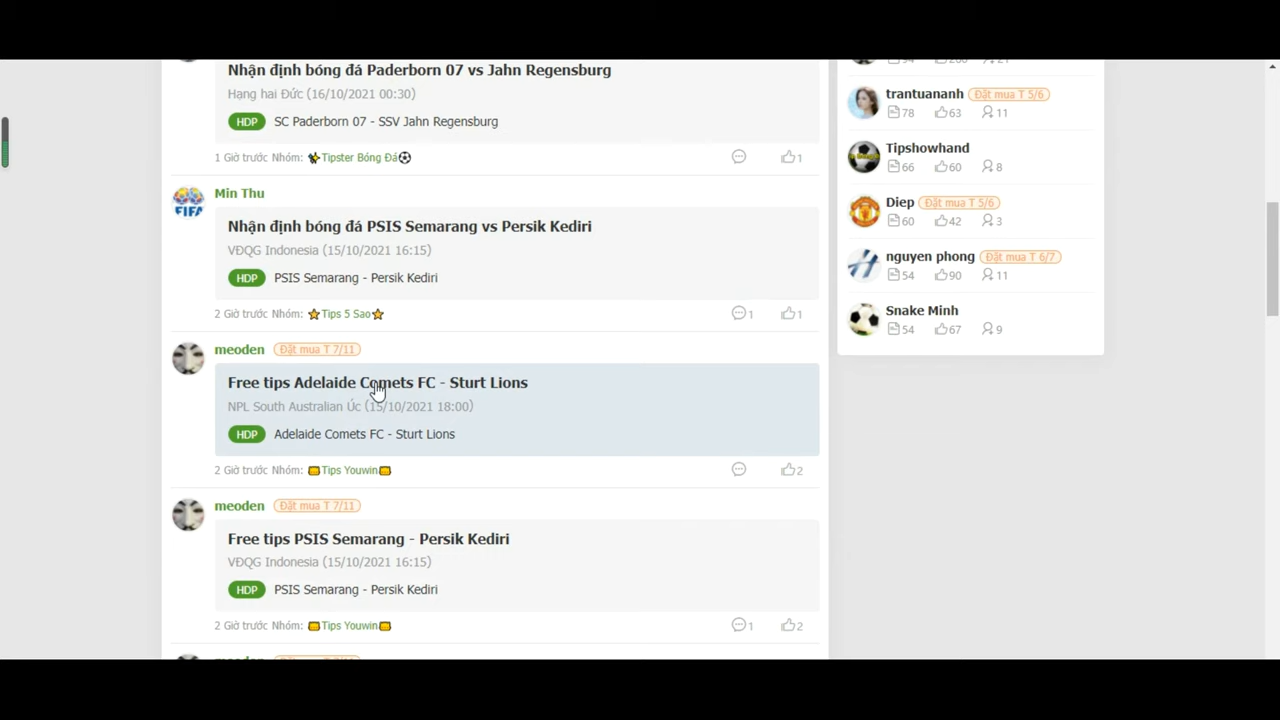 Nhận định bóng đá Paderborn 07 vs Jahn Regensburg
Hạng hai Đức (16/10/2021 00:30)
HDP SC Paderborn 07 - SSV Jahn Regensburg
1 Giờ trước Nhóm: Tipster Bóng Đá 1
Min Thu
FIFA
Nhận định bóng đá PSIS Semarang vs Persik Kediri
VĐQG Indonesia (15/10/2021 16:15)
HDP PSIS Semarang - Persik Kediri
2 Giờ trước Nhóm: Tips 5 Sao 1 1
meoden Đặt mua T 7/11
Free tips Adelaide Comets FC - Sturt Lions
NPL South Australian Úc (15/10/2021 18:00)
HDP Adelaide Comets FC - Sturt Lions
2 Giờ trước Nhóm: Tips Youwin 2
meoden Đặt mua T 7/11
Free tips PSIS Semarang - Persik Kediri
VĐQG Indonesia (15/10/2021 16:15)
HDP PSIS Semarang - Persik Kediri
2 Giờ trước Nhóm: Tips Youwin 1 2
trantuananh Đặt mua T 5/6
78 63 11
Tipshowhand
66 60 8
Diep Đặt mua T 5/6
60 42 3
nguyen phong Đặt mua T 6/7
54 90 11
Snake Minh
54 67 9